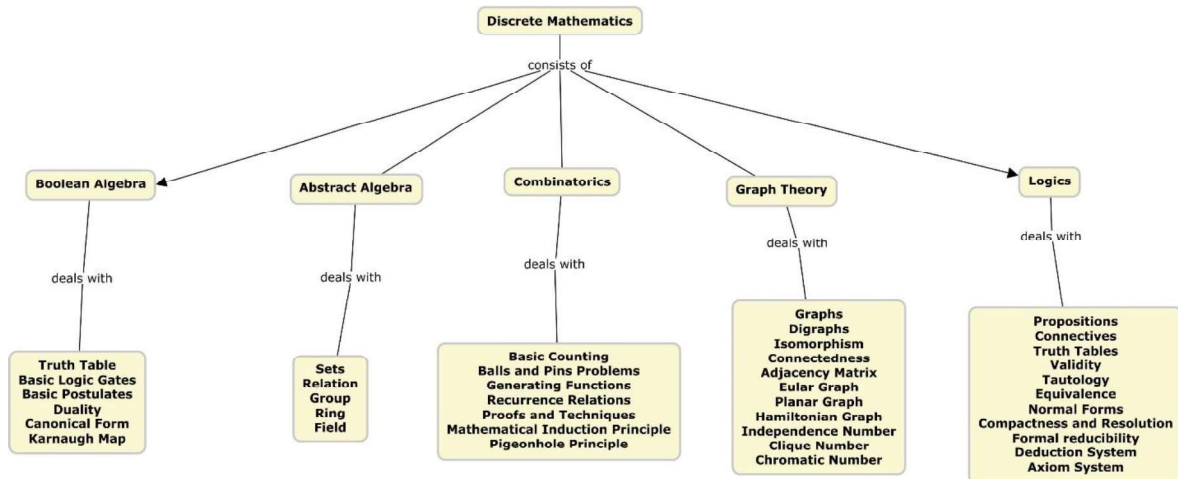 Discrete Mathematics
consists of
Boolean Algebra
Abstract Algebra
Combinatorics
Graph Theory
Logics
deals with
deals with
deals with
deals with
deals with
Truth Table
Basic Logic Gates
Basic Postulates
Duality
Canonical Form
Karnaugh Map
Sets
Relation
Group
Ring
Field
Basic Counting
Balls and Pins Problems
Generating Functions
Recurrence Relations
Proofs and Techniques
Mathematical Induction Principle
Pigeonhole Principle
Graphs
Digraphs
Isomorphism
Connectedness
Adjacency Matrix
Eular Graph
Planar Graph
Hamiltonian Graph
Independence Number
Clique Number
Chromatic Number
Propositions
Connectives
Truth Tables
Validity
Tautology
Equivalence
Normal Forms
Compactness and Resolution
Formal reducibility
Deduction System
Axiom System